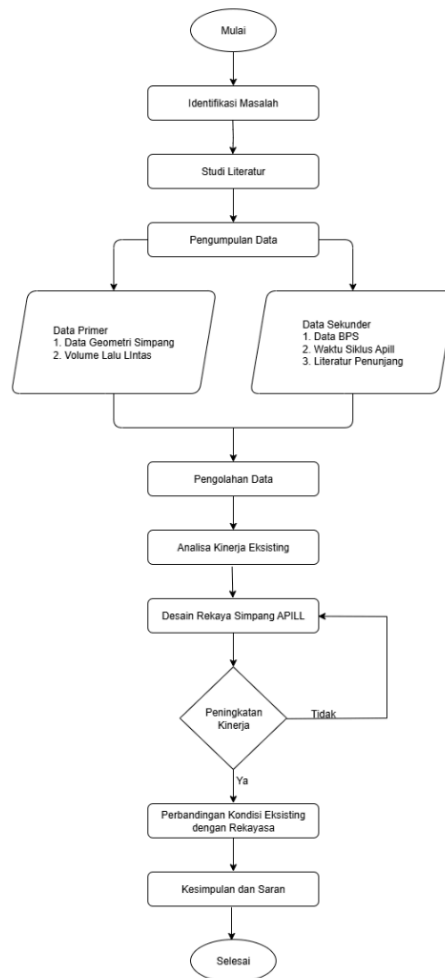 Mulai
Identifikasi Masalah
Studi Literatur
Pengumpulan Data
Data Primer
1. Data Geometri Simpang
2. Volume Lalu LIntas
Data Sekunder
1. Data BPS
2. Waktu Siklus Apill
3. Literatur Penunjang
Pengolahan Data
Analisa Kinerja Eksisting
Desain Rekaya Simpang APILL
Peningkatan
Kinerja
Tidak
Ya
Perbandingan Kondisi Eksisting
dengan Rekayasa
Kesimpulan dan Saran
Selesai